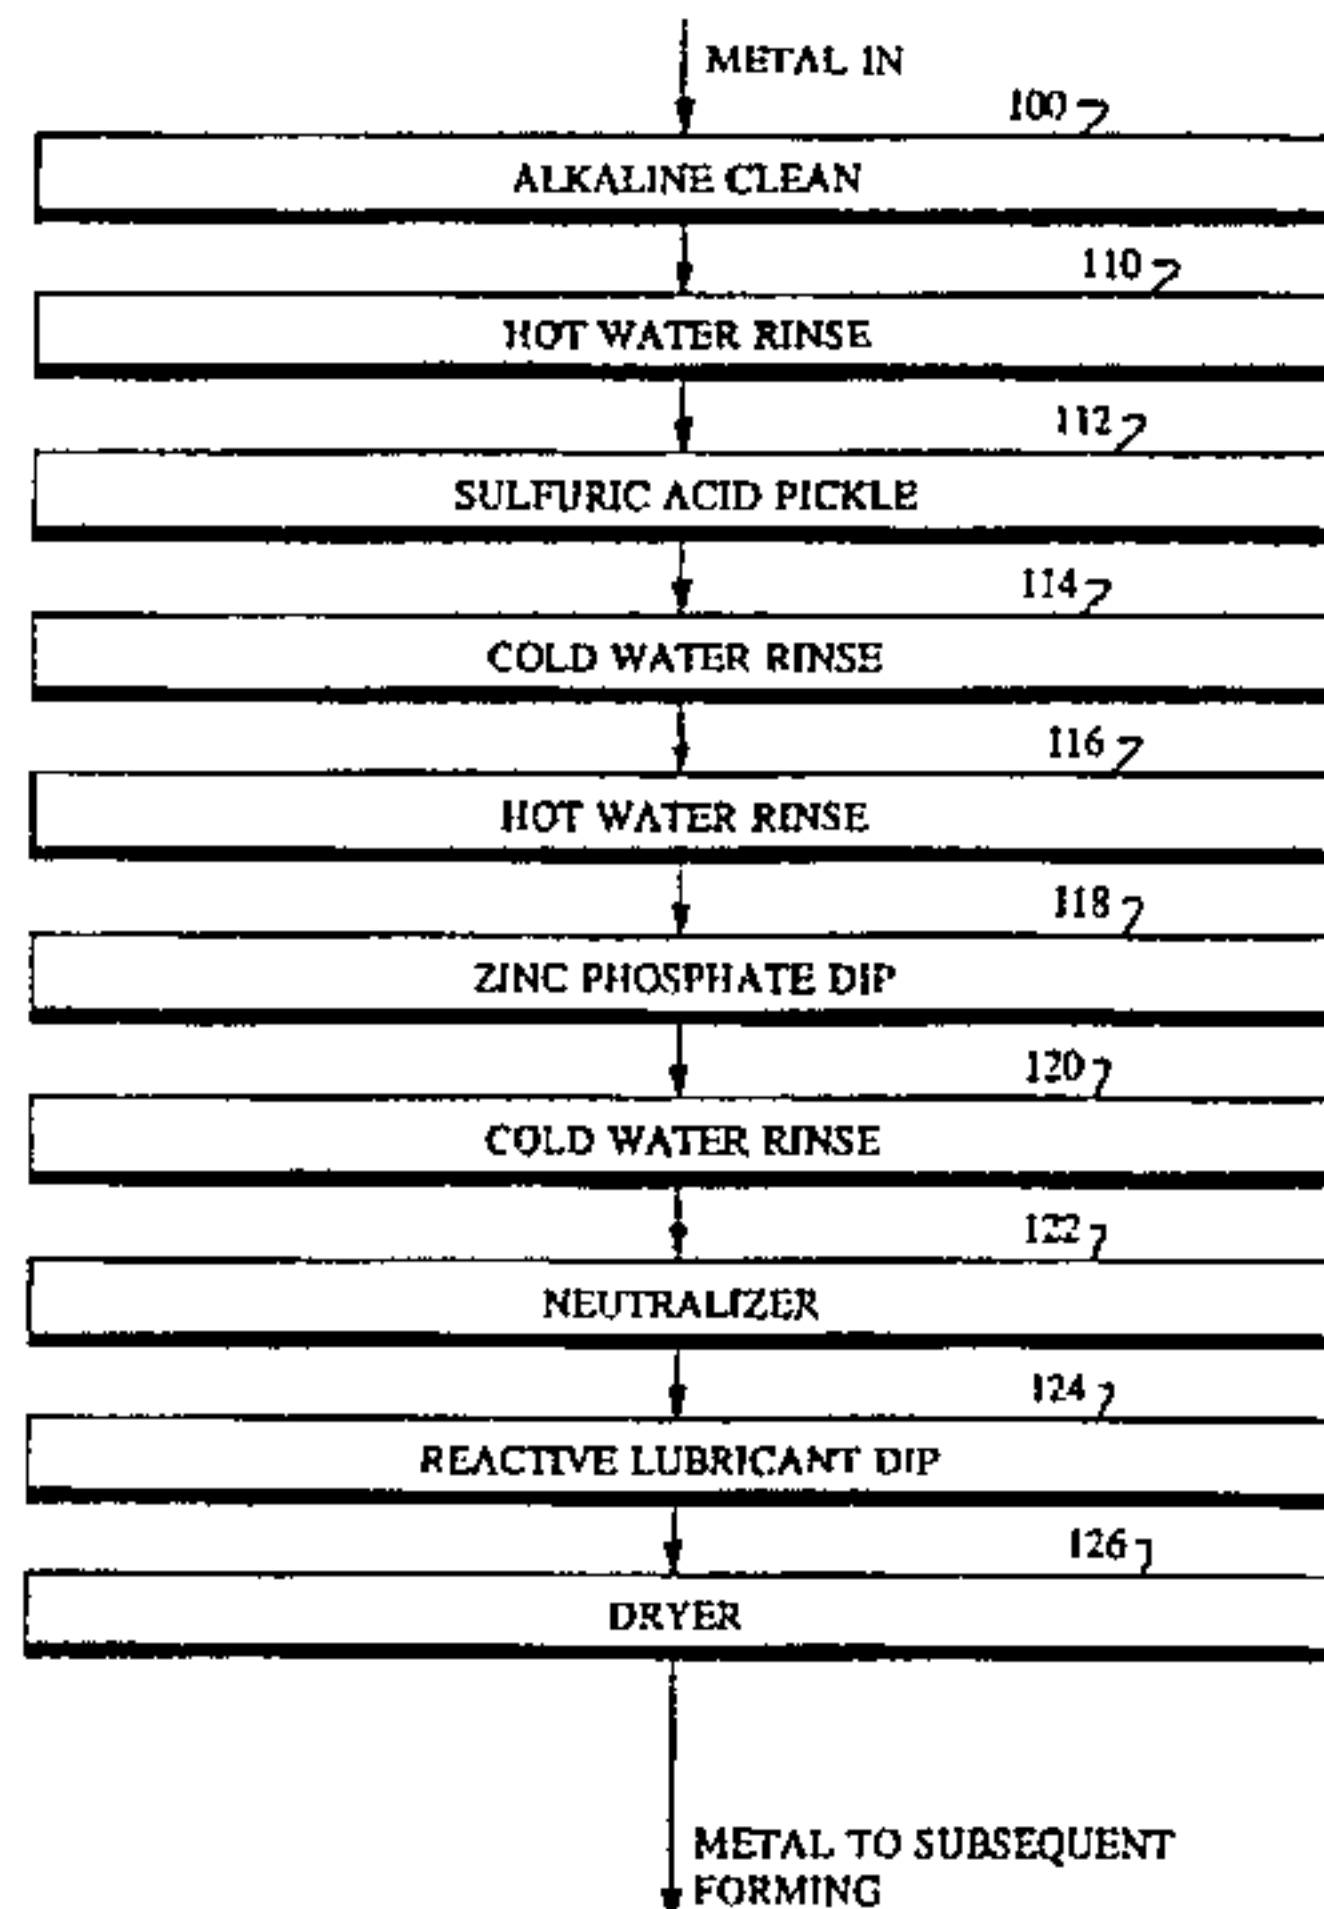 METAL IN
100
ALKALINE CLEAN
110
HOT WATER RINSE
112
SULFURIC ACID PICKLE
114
COLD WATER RINSE
116
HOT WATER RINSE
118
ZINC PHOSPHATE DIP
120
COLD WATER RINSE
122
NEUTRALIZER
124
REACTIVE LUBRICANT DIP
126
DRYER
METAL TO SUBSEQUENT
FORMING